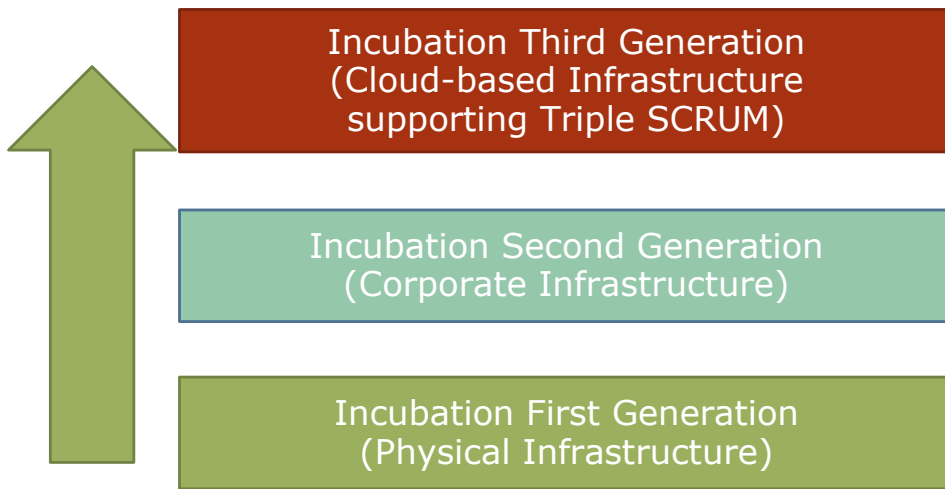 Incubation Third Generation
(Cloud-based Infrastructure
supporting Triple SCRUM)
Incubation Second Generation
(Corporate Infrastructure)
Incubation First Generation
(Physical Infrastructure)